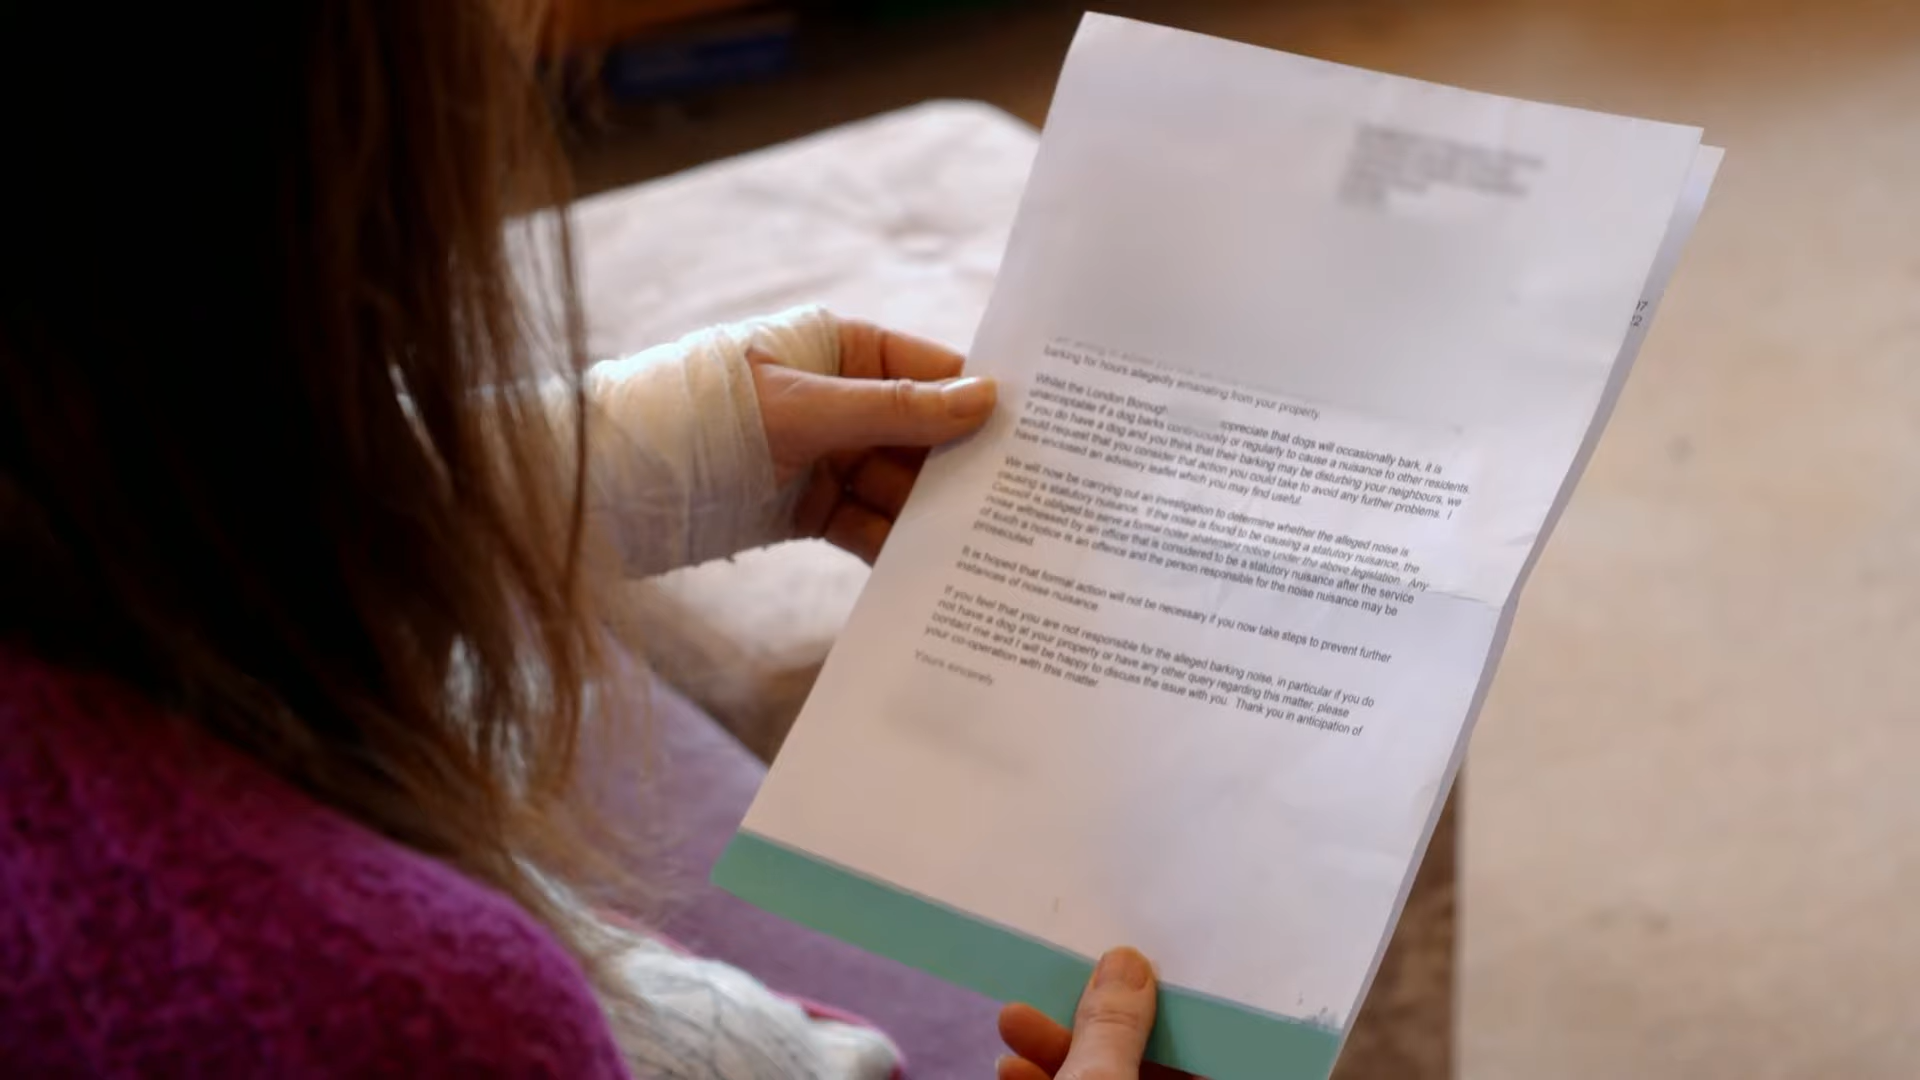 barking for hours allegedly emanating from your property.
Whilst the London Borough appreciate that dogs will occasionally bark, it is
unacceptable if a dog barks continuously or regularly to cause a nuisance to other residents.
If you do have a dog and you think that their barking may be disturbing your neighbours, we
would request that you consider that action you could take to avoid any further problems. I
have enclosed an advisory leaflet which you may find useful.
We will now be carrying out an investigation to determine whether the alleged noise is
causing a statutory nuisance. If the noise is found to be causing a statutory nuisance, the
Council is obliged to serve a formal noise abatement notice under the above legislation. Any
noise witnessed by an officer that is considered to be a statutory nuisance after the service
of such a notice is an offence and the person responsible for the noise nuisance may be
prosecuted.
It is hoped that formal action will not be necessary if you now take steps to prevent further
instances of noise nuisance.
If you feel that you are not responsible for the alleged barking noise, in particular if you do
not have a dog at your property or have any other query regarding this matter, please
contact me and I will be happy to discuss the issue with you. Thank you in anticipation of
your co-operation with this matter.
Yours sincerely